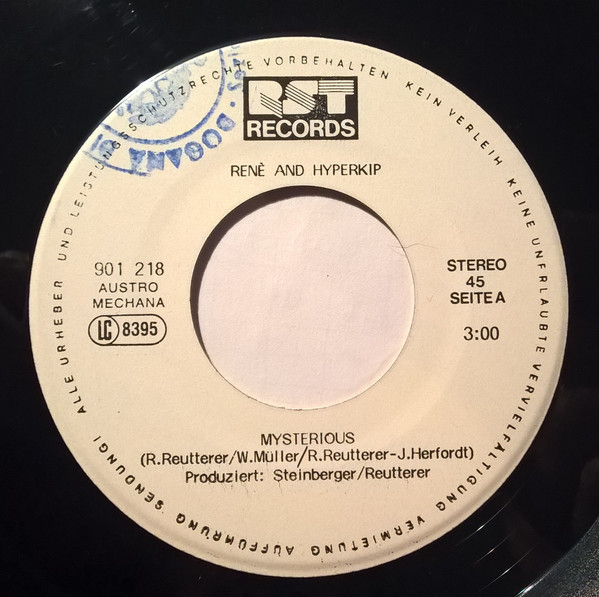 ALLE URHEBER UND LEISTUNGSSCHUTZRECHTE VORBEHALTEN KEIN VERLEIH KEINE UNERLAUBTE VERVIELFÄLTIGUNG VERMIETUNG AUFFÜHRUNG SENDUNG!
DOGANA
RST
RECORDS
RENÈ AND HYPERKIP
901 218
AUSTRO
MECHANA
LC 8395
STEREO
45
SEITE A
3:00
MYSTERIOUS
(R.Reutterer/W.Müller/R.Reutterer-J.Herfordt)
Produziert: Steinberger/Reutterer